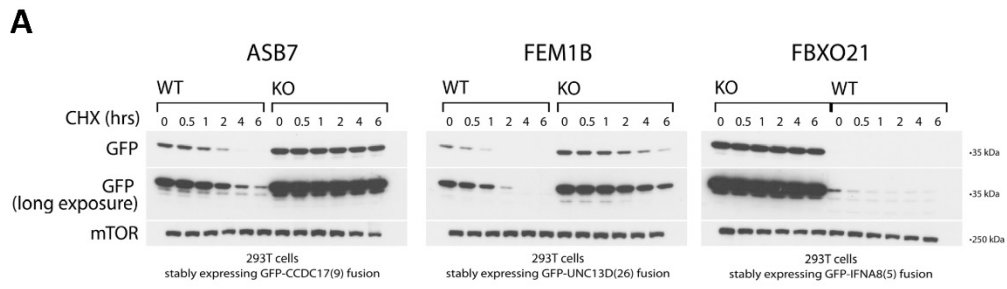 A
ASB7 FEM1B FBXO21
WT KO WT KO KO WT
CHX (hrs) 0 0.5 1 2 4 6 0 0.5 1 2 4 6 0 0.5 1 2 4 6 0 0.5 1 2 4 6 0 0.5 1 2 4 6 0 0.5 1 2 4 6
GFP •35 kDa
GFP
(long exposure) •35 kDa
mTOR •250 kDa
293T cells 293T cells 293T cells
stably expressing GFP-CCDC17(9) fusion stably expressing GFP-UNC13D(26) fusion stably expressing GFP-IFNA8(5) fusion